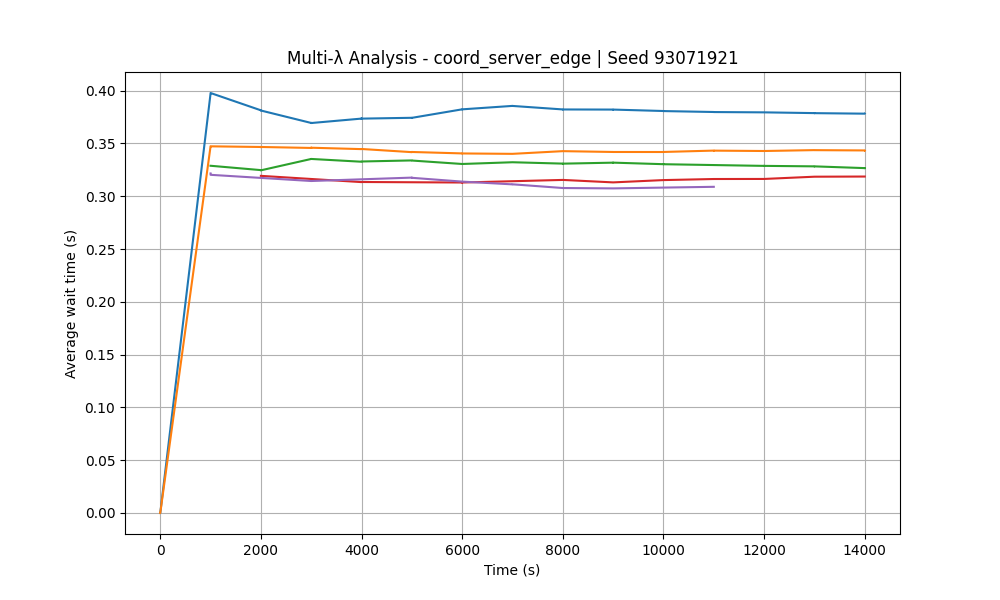 Multi-λ Analysis - coord_server_edge | Seed 93071921
Average wait time (s)
0.40
0.35
0.30
0.25
0.20
0.15
0.10
0.05
0.00
0 2000 4000 6000 8000 10000 12000 14000
Time (s)